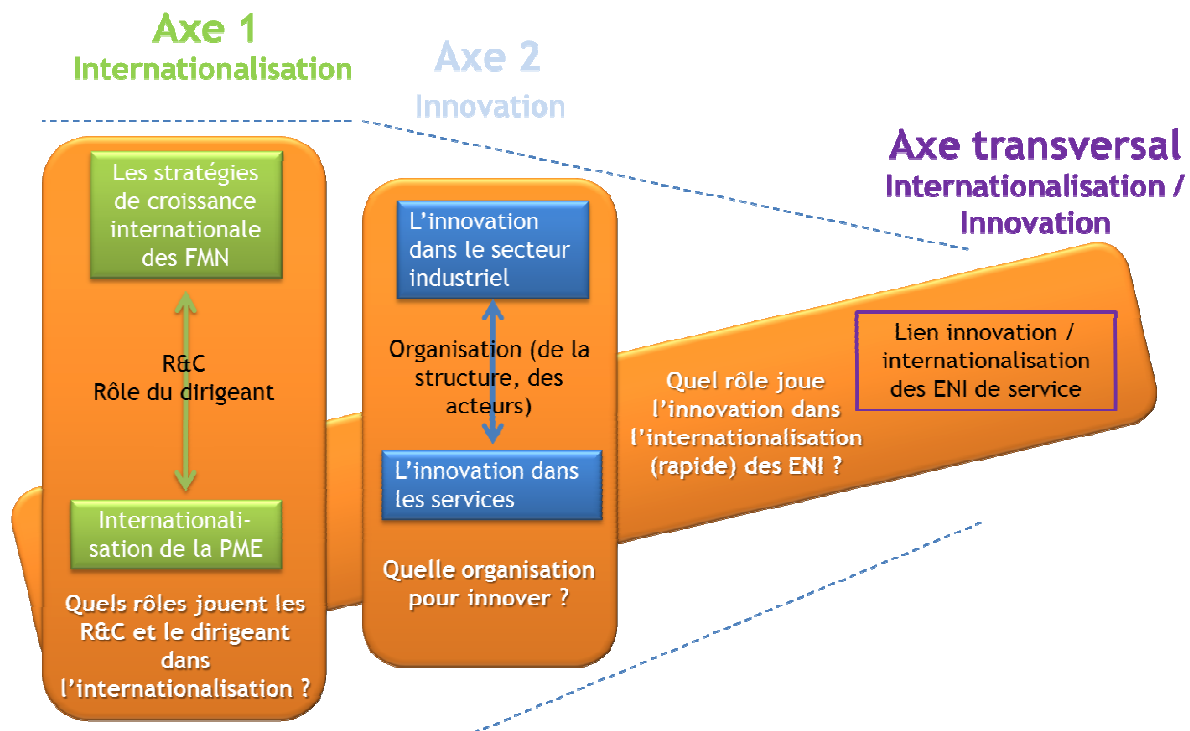 Axe 1
Internationalisation
Les stratégies
de croissance
internationale
des FMN
R&C
Rôle du dirigeant
Internationali-
sation de la PME
Quels rôles jouent les
R&C et le dirigeant
dans
l'internationalisation ?
Axe 2
Innovation
L'innovation
dans le secteur
industriel
Organisation (de la
structure, des
acteurs)
L'innovation dans
les services
Quelle organisation
pour innover ?
Axe transversal
Internationalisation /
Innovation
Quel rôle joue
l'innovation dans
l'internationalisation
(rapide) des ENI ?
Lien innovation /
internationalisation
des ENI de service